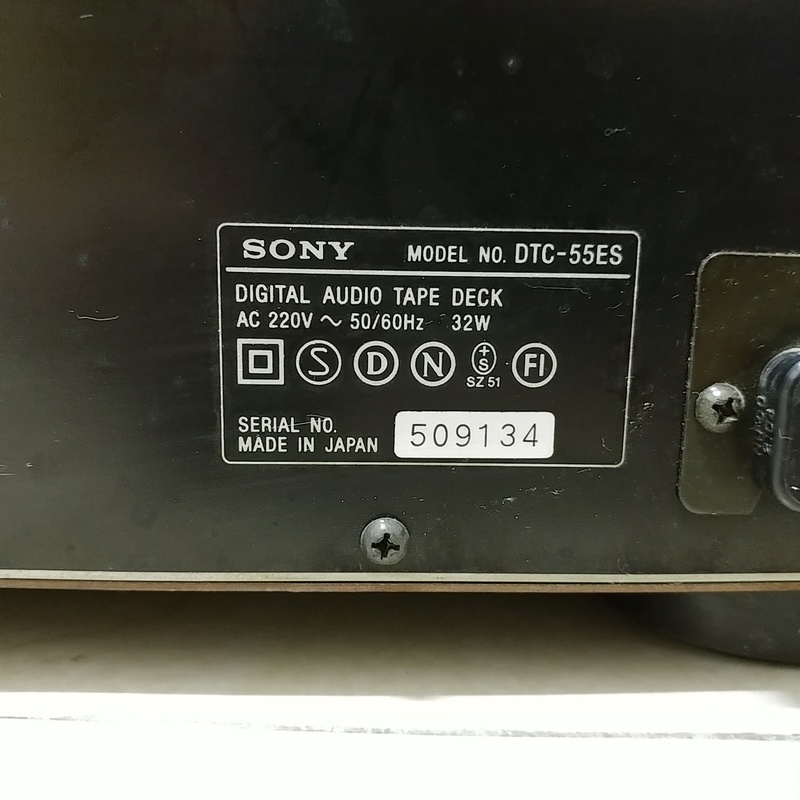 SONY MODEL NO. DTC-55ES
DIGITAL AUDIO TAPE DECK
AC 220V ~ 50/60Hz 32W
S D N +S FI
SZ 51
SERIAL NO.
MADE IN JAPAN 509134